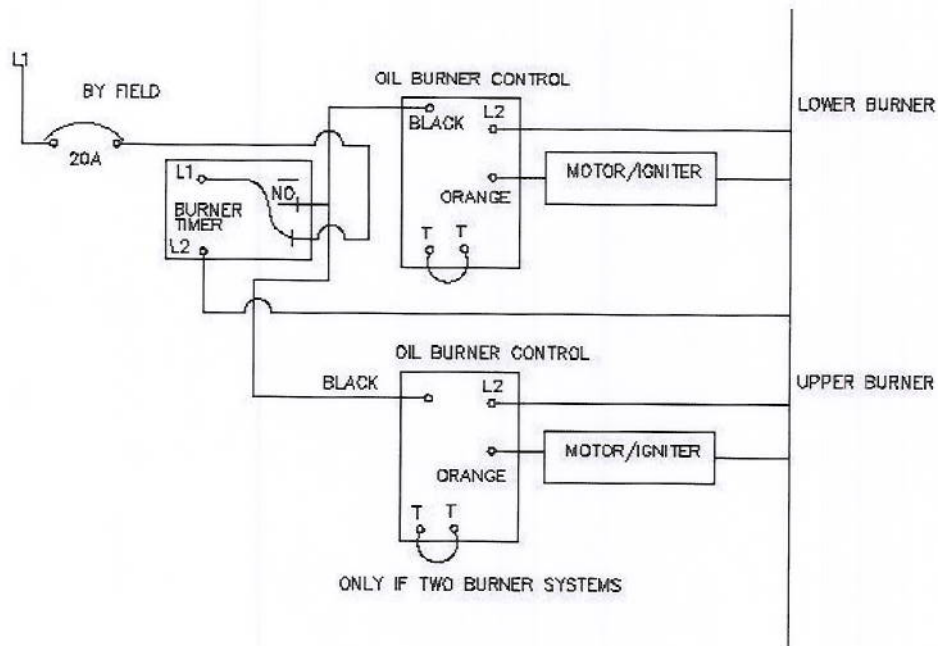 L1
BY FIELD
20A
OIL BURNER CONTROL
BLACK
L2
LOWER BURNER
MOTOR/IGNITER
ORANGE
T T
L1
NO
BURNER
TIMER
L2
OIL BURNER CONTROL
BLACK
L2
UPPER BURNER
MOTOR/IGNITER
ORANGE
T T
ONLY IF TWO BURNER SYSTEMS